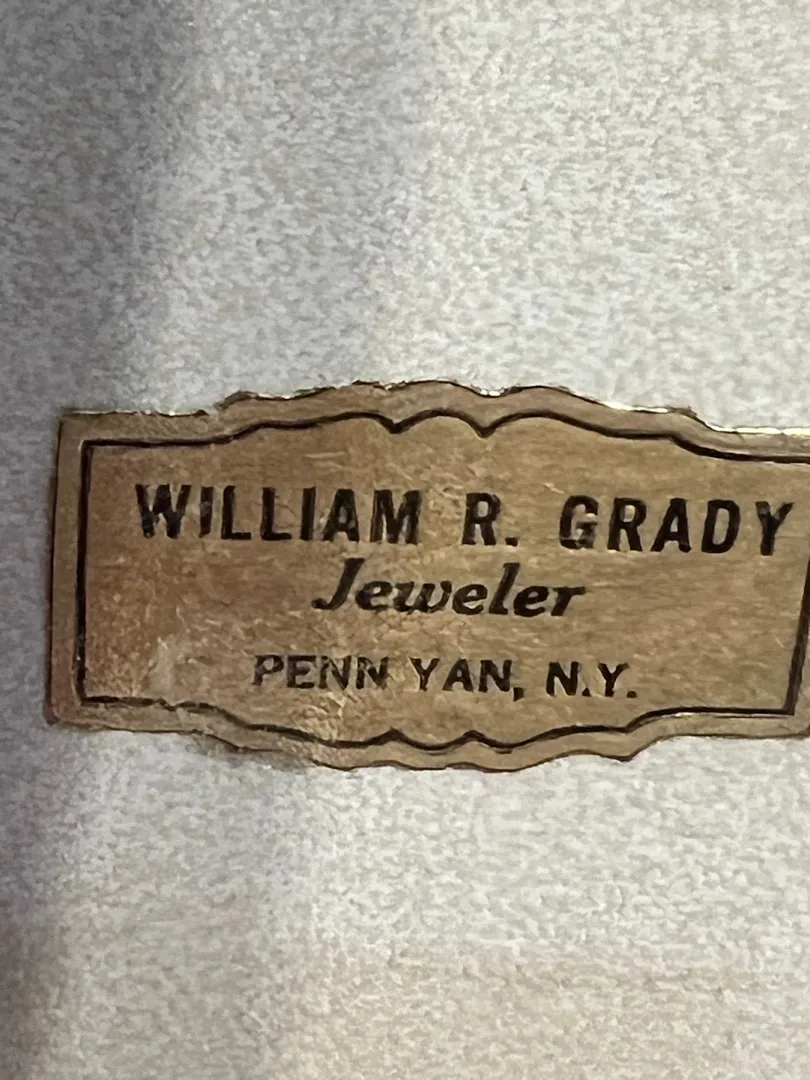 WILLIAM R. GRADY
Jeweler
PENN YAN, N.Y.